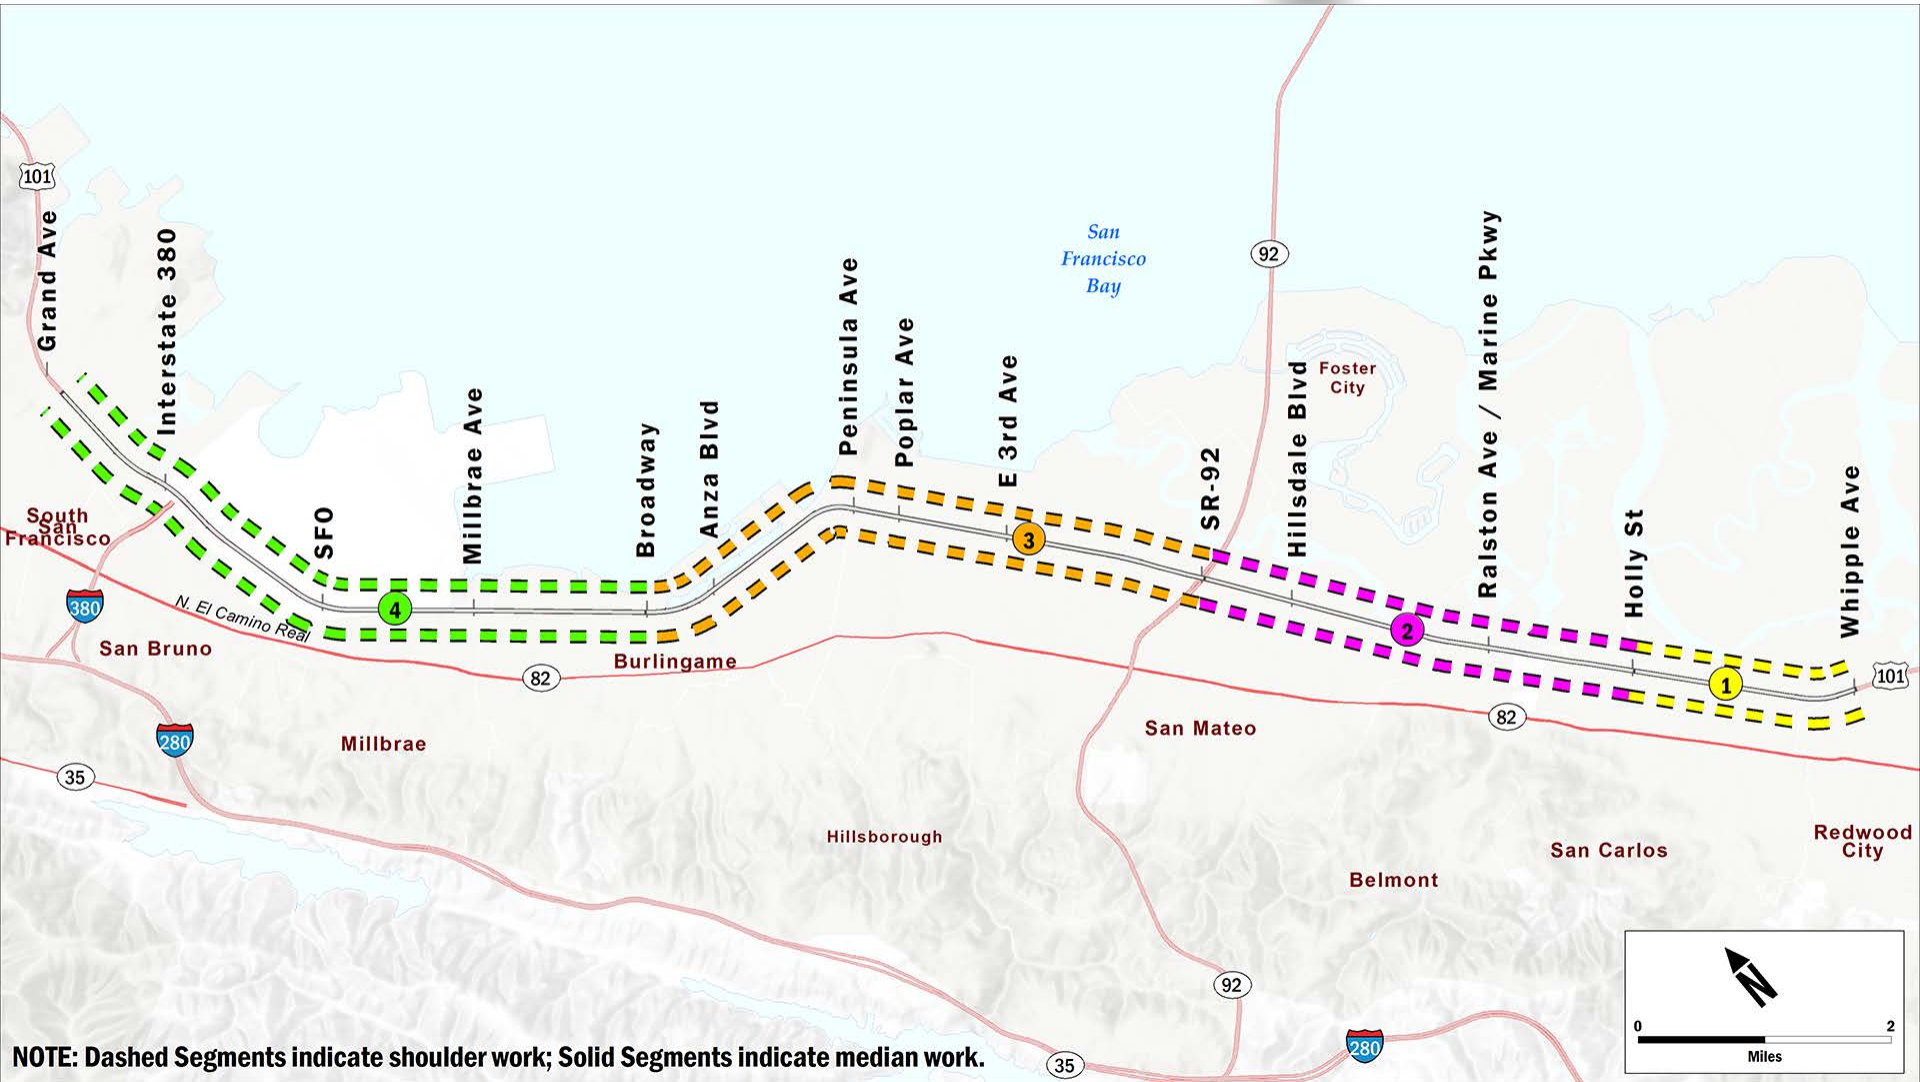 101
Grand Ave
Interstate 380
SFO
Millbrae Ave
Broadway
Anza Blvd
Peninsula Ave
Poplar Ave
E 3rd Ave
SR-92
Hillsdale Blvd
Ralston Ave / Marine Pkwy
Holly St
Whipple Ave
San
Francisco
Bay
92
Foster
City
South
San
Francisco
380
N. El Camino Real
San Bruno
4
3
2
1
101
82
Burlingame
82
280
Millbrae
San Mateo
35
Hillsborough
Belmont
San Carlos
Redwood
City
92
N
0
2
Miles
280
35
NOTE: Dashed Segments indicate shoulder work; Solid Segments indicate median work.